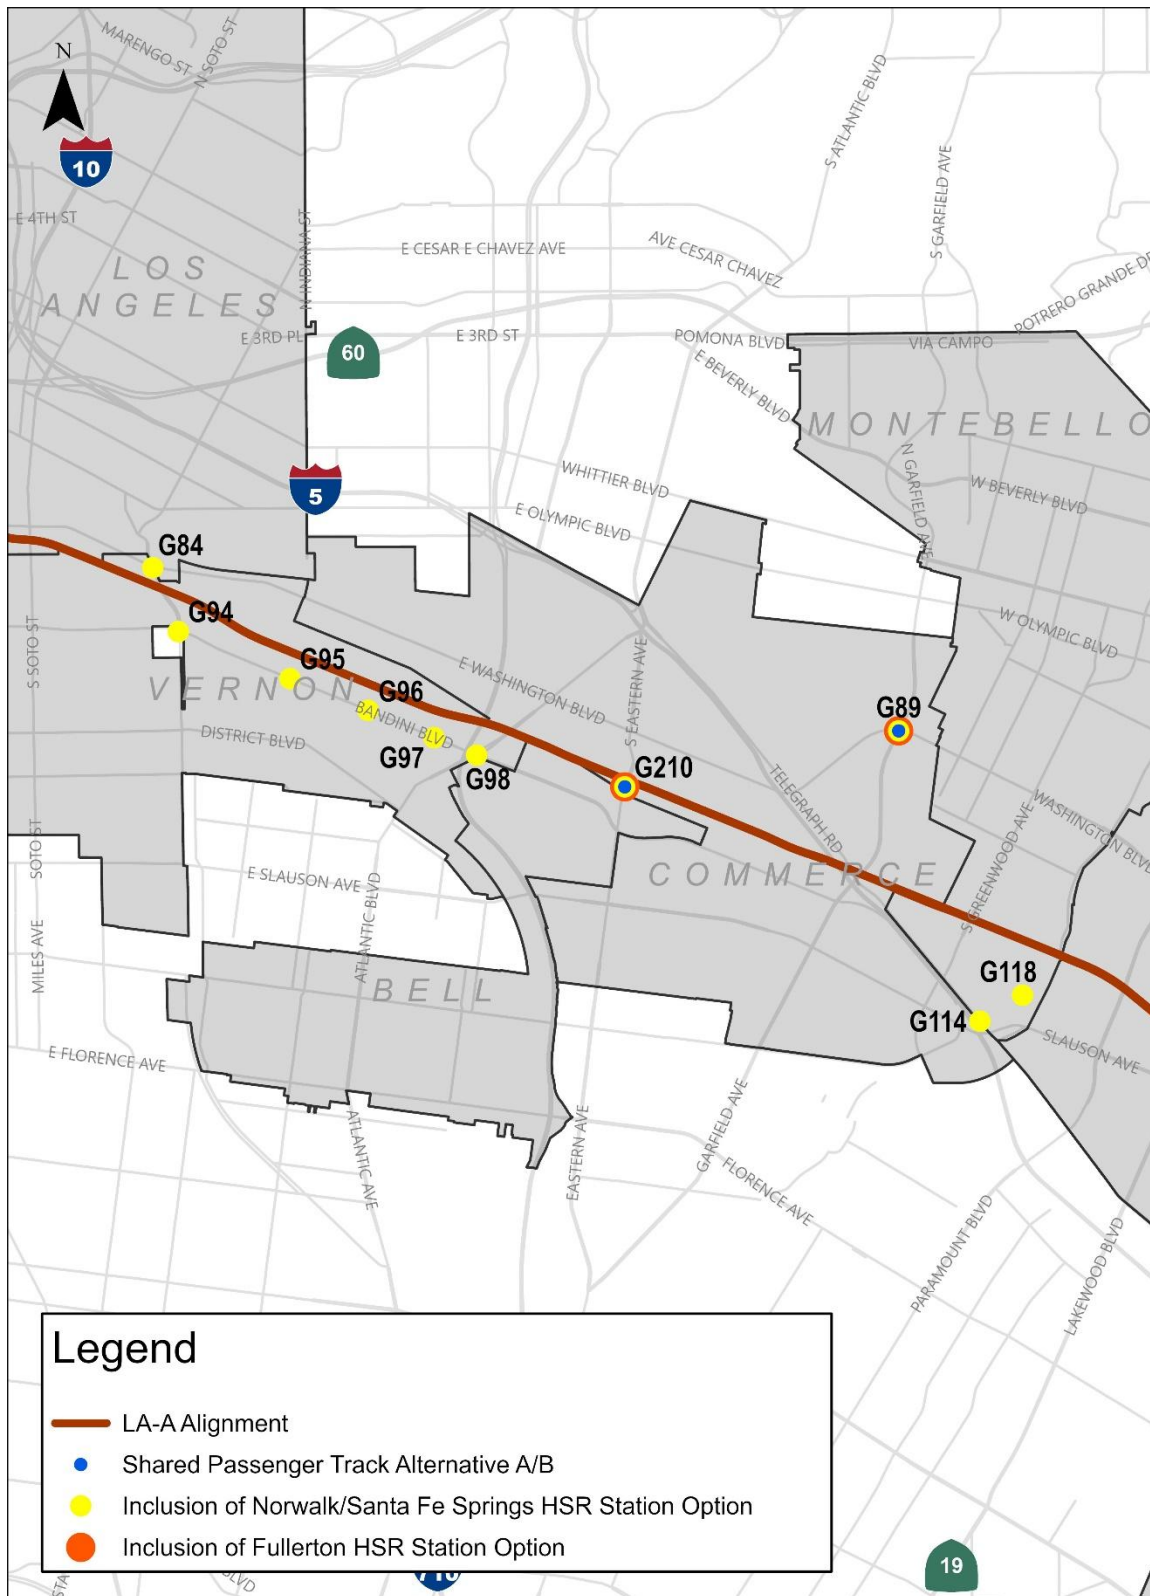 MARENGO ST
N SOTO ST
N
10
S ATLANTIC BLVD
S GARFIELD AVE
E 4TH ST
N INDIANA ST
E CESAR E CHAVEZ AVE
AVE CESAR CHAVEZ
LOS
ANGELES
POTRERO GRANDE DR
E 3RD PL
60
E 3RD ST
POMONA BLVD
VIA CAMPO
E BEVERLY BLVD
MONTEBELLO
N GARFIELD AVE
WHITTIER BLVD
W BEVERLY BLVD
5
E OLYMPIC BLVD
G84
G94
W OLYMPIC BLVD
S SOTO ST
G95
E WASHINGTON BLVD
S EASTERN AVE
VERNON
G96
G89
BANDINI BLVD
DISTRICT BLVD
G97
G98
G210
TELEGRAPH RD
WASHINGTON BLVD
SOTO ST
E SLAUSON AVE
COMMERCE
S GREENWOOD AVE
MILES AVE
ATLANTIC BLVD
BELL
G118
G114
SLAUSON AVE
E FLORENCE AVE
ATLANTIC AVE
EASTERN AVE
GARFIELD AVE
FLORENCE AVE
PARAMOUNT BLVD
LAKEWOOD BLVD
Legend
LA-A Alignment
Shared Passenger Track Alternative A/B
Inclusion of Norwalk/Santa Fe Springs HSR Station Option
Inclusion of Fullerton HSR Station Option
19
710
BLVD